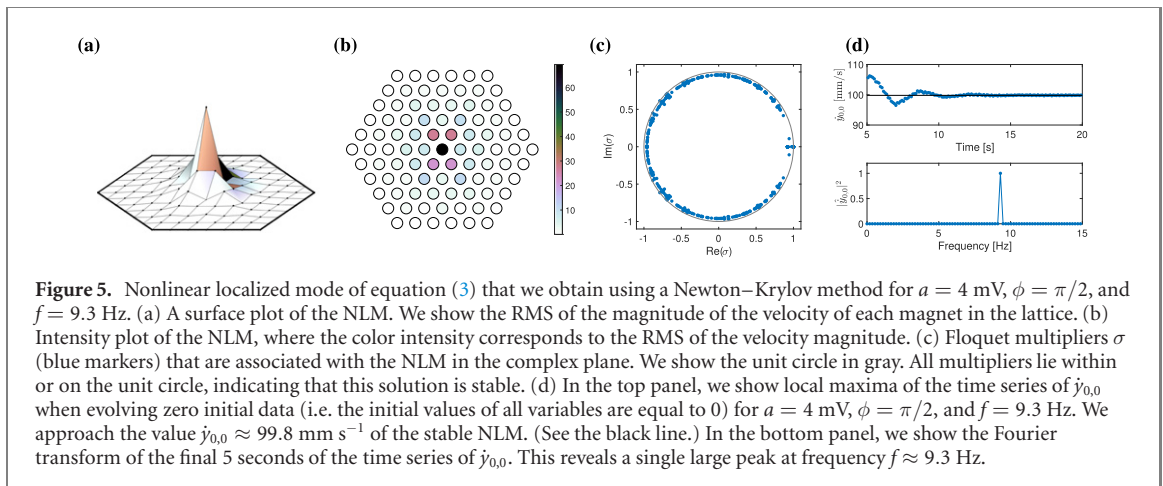 (a)
(b)
(c)
(d)
60
50
40
30
20
10
1
0.5
0
-0.5
-1
Im(σ)
-1
-0.5
0
0.5
1
Re(σ)
110
100
90
ẏ0,0 [mm/s]
5
10
15
20
Time [s]
1
0.5
0
|ŷ0,0|²
0
5
10
15
Frequency [Hz]
Figure 5. Nonlinear localized mode of equation (3) that we obtain using a Newton–Krylov method for a = 4 mV, ϕ = π/2, and
f = 9.3 Hz. (a) A surface plot of the NLM. We show the RMS of the magnitude of the velocity of each magnet in the lattice. (b)
Intensity plot of the NLM, where the color intensity corresponds to the RMS of the velocity magnitude. (c) Floquet multipliers σ
(blue markers) that are associated with the NLM in the complex plane. We show the unit circle in gray. All multipliers lie within
or on the unit circle, indicating that this solution is stable. (d) In the top panel, we show local maxima of the time series of ẏ0,0
when evolving zero initial data (i.e. the initial values of all variables are equal to 0) for a = 4 mV, ϕ = π/2, and f = 9.3 Hz. We
approach the value ẏ0,0 ≈ 99.8 mm s⁻¹ of the stable NLM. (See the black line.) In the bottom panel, we show the Fourier
transform of the final 5 seconds of the time series of ẏ0,0. This reveals a single large peak at frequency f ≈ 9.3 Hz.